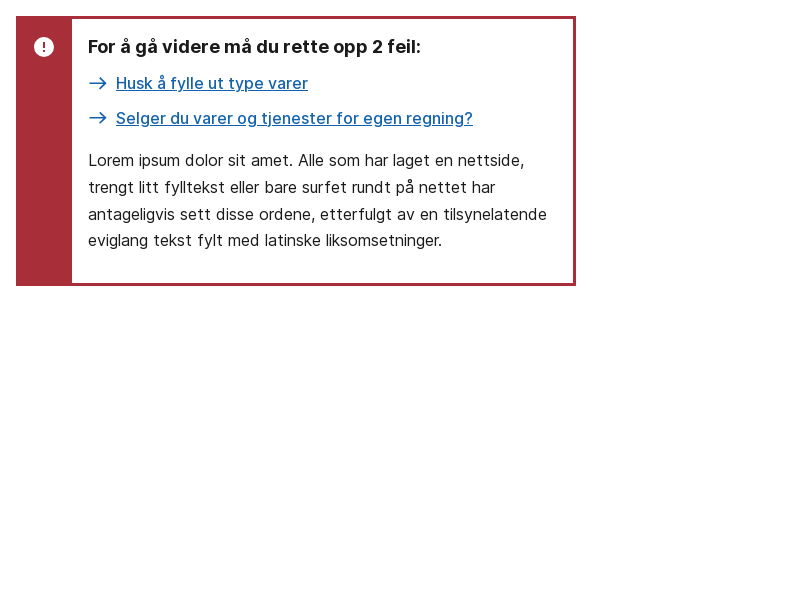 For å gå videre må du rette opp 2 feil:
Husk å fylle ut type varer
Selger du varer og tjenester for egen regning?
Lorem ipsum dolor sit amet. Alle som har laget en nettside,
trengt litt fylltekst eller bare surfet rundt på nettet har
antageligvis sett disse ordene, etterfulgt av en tilsynelatende
eviglang tekst fylt med latinske liksomsetninger.